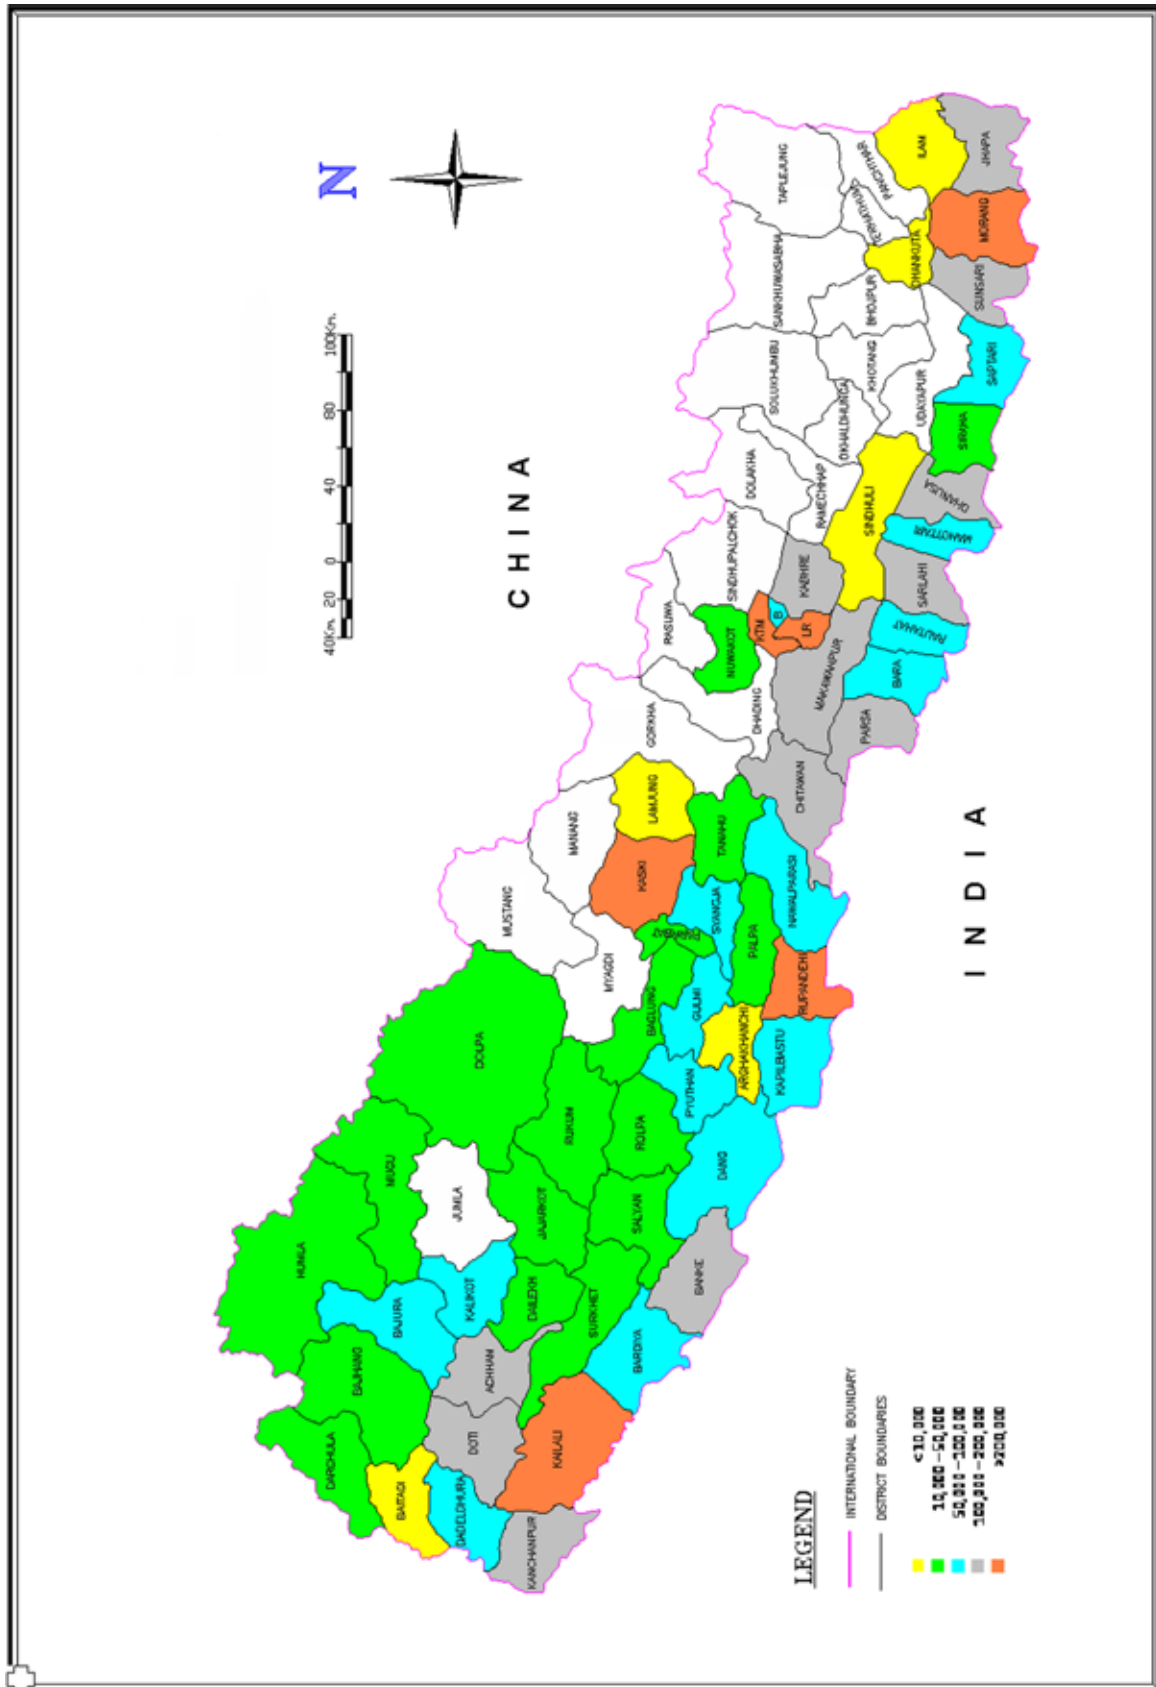 N
40Km. 20 0 40 80 100Km.
CHINA
INDIA
DARCHULA
BAITADI
DADELDHURA
KANCHANPUR
HUMLA
BAJHANG
BAJURA
DOTI
ACHHAM
KAILALI
MUGU
JUMLA
KALIKOT
DAILEKH
SURKHET
BARDIYA
BANKE
DOLPA
JAJARKOT
RUKUM
SALYAN
ROLPA
DANG
PYUTHAN
MUSTANG
MYAGDI
BAGLUNG
GULMI
ARGHAKHANCHI
KAPILBASTU
RUPANDEHI
PALPA
SYANGJA
KASKI
MANANG
LAMJUNG
TANAHU
NAWALPARASI
GORKHA
DHADING
CHITAWAN
PARSA
BARA
RAUTAHAT
MAKAWANPUR
RASUWA
NUWAKOT
KTM
B
LR
KABHRE
SINDHUPALCHOK
SARLAHI
MAHOTTARI
DHANUSA
SINDHULI
DOLAKHA
RAMECHHAP
OKHALDHUNGA
SOLUKHUMBU
KHOTANG
UDAYAPUR
SIRAHA
SAPTARI
SANKHUWASABHA
BHOJPUR
DHANKUTA
SUNSARI
MORANG
TAPLEJUNG
TERHATHUM
PANCHTHAR
ILAM
JHAPA
LEGEND
INTERNATIONAL BOUNDARY
DISTRICT BOUNDARIES
<10,000
10,000-50,000
50,000-100,000
100,000-200,000
>200,000